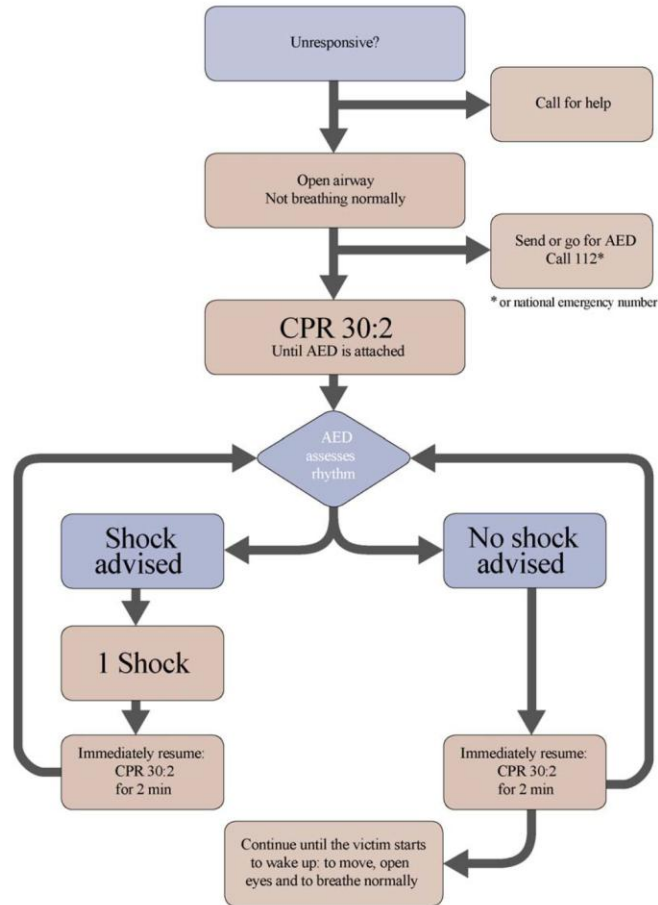 Unresponsive?
Call for help
Open airway
Not breathing normally
Send or go for AED
Call 112*
* or national emergency number
CPR 30:2
Until AED is attached
AED
assesses
rhythm
Shock
advised
No shock
advised
1 Shock
Immediately resume:
CPR 30:2
for 2 min
Immediately resume:
CPR 30:2
for 2 min
Continue until the victim starts
to wake up: to move, open
eyes and to breathe normally